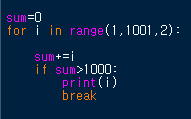 sum=0
for i in range(1,1001,2):
sum+=i
if sum>1000:
print(i)
break